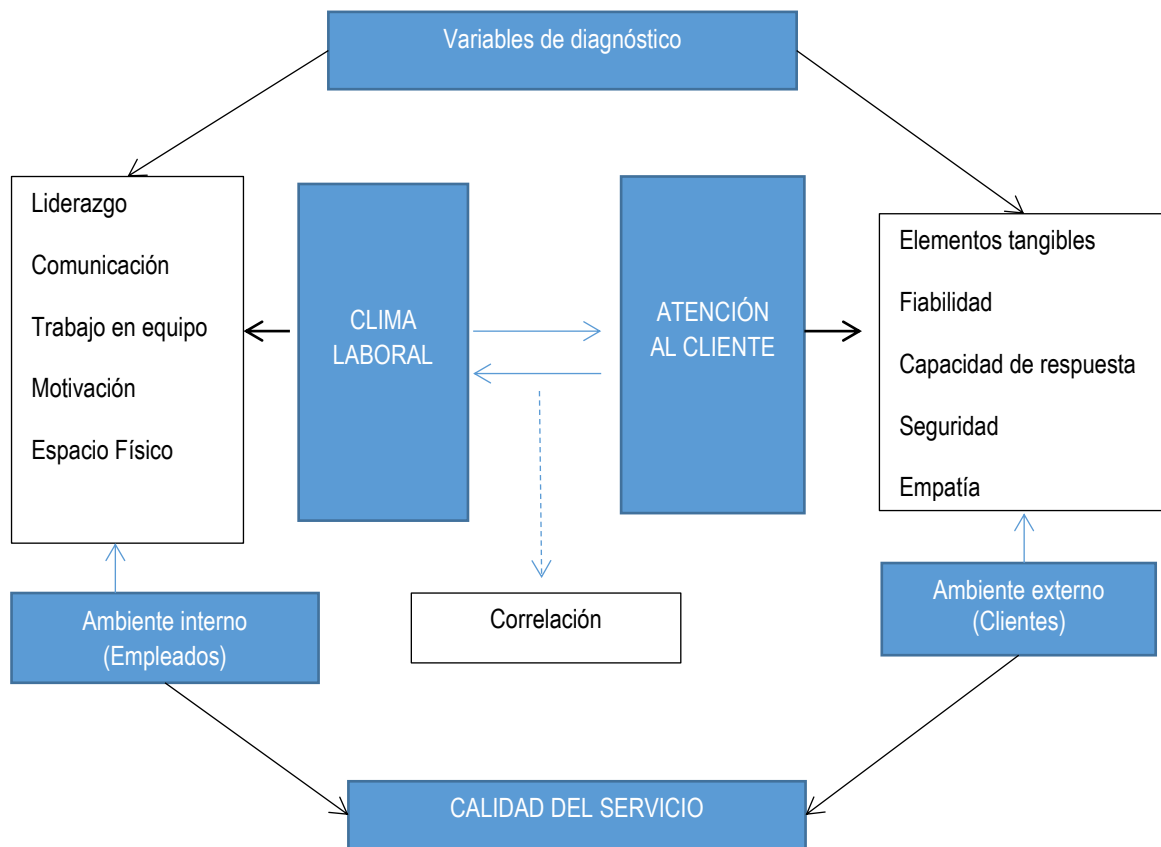 Variables de diagnóstico
Liderazgo
Comunicación
Trabajo en equipo
Motivación
Espacio Físico
CLIMA
LABORAL
ATENCIÓN
AL CLIENTE
Elementos tangibles
Fiabilidad
Capacidad de respuesta
Seguridad
Empatía
Ambiente interno
(Empleados)
Correlación
Ambiente externo
(Clientes)
CALIDAD DEL SERVICIO